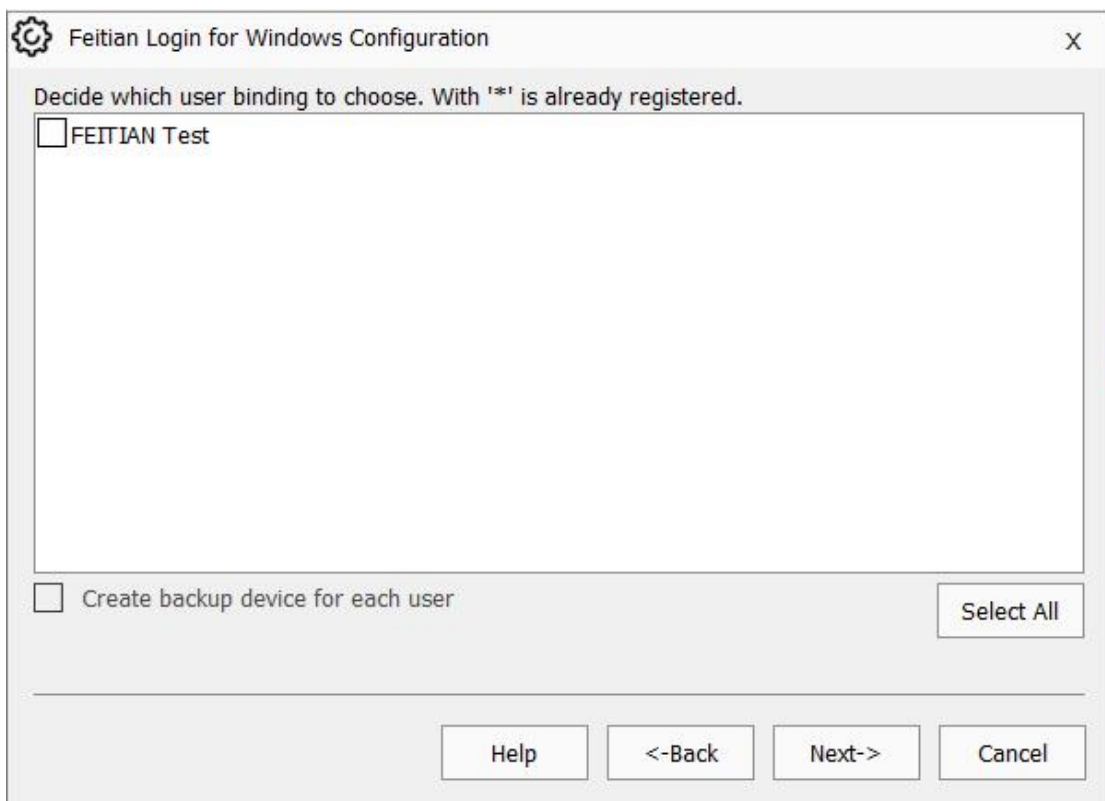 Feitian Login for Windows Configuration X
Decide which user binding to choose. With '*' is already registered.
FEITIAN Test
Create backup device for each user
Select All
Help <-Back Next-> Cancel